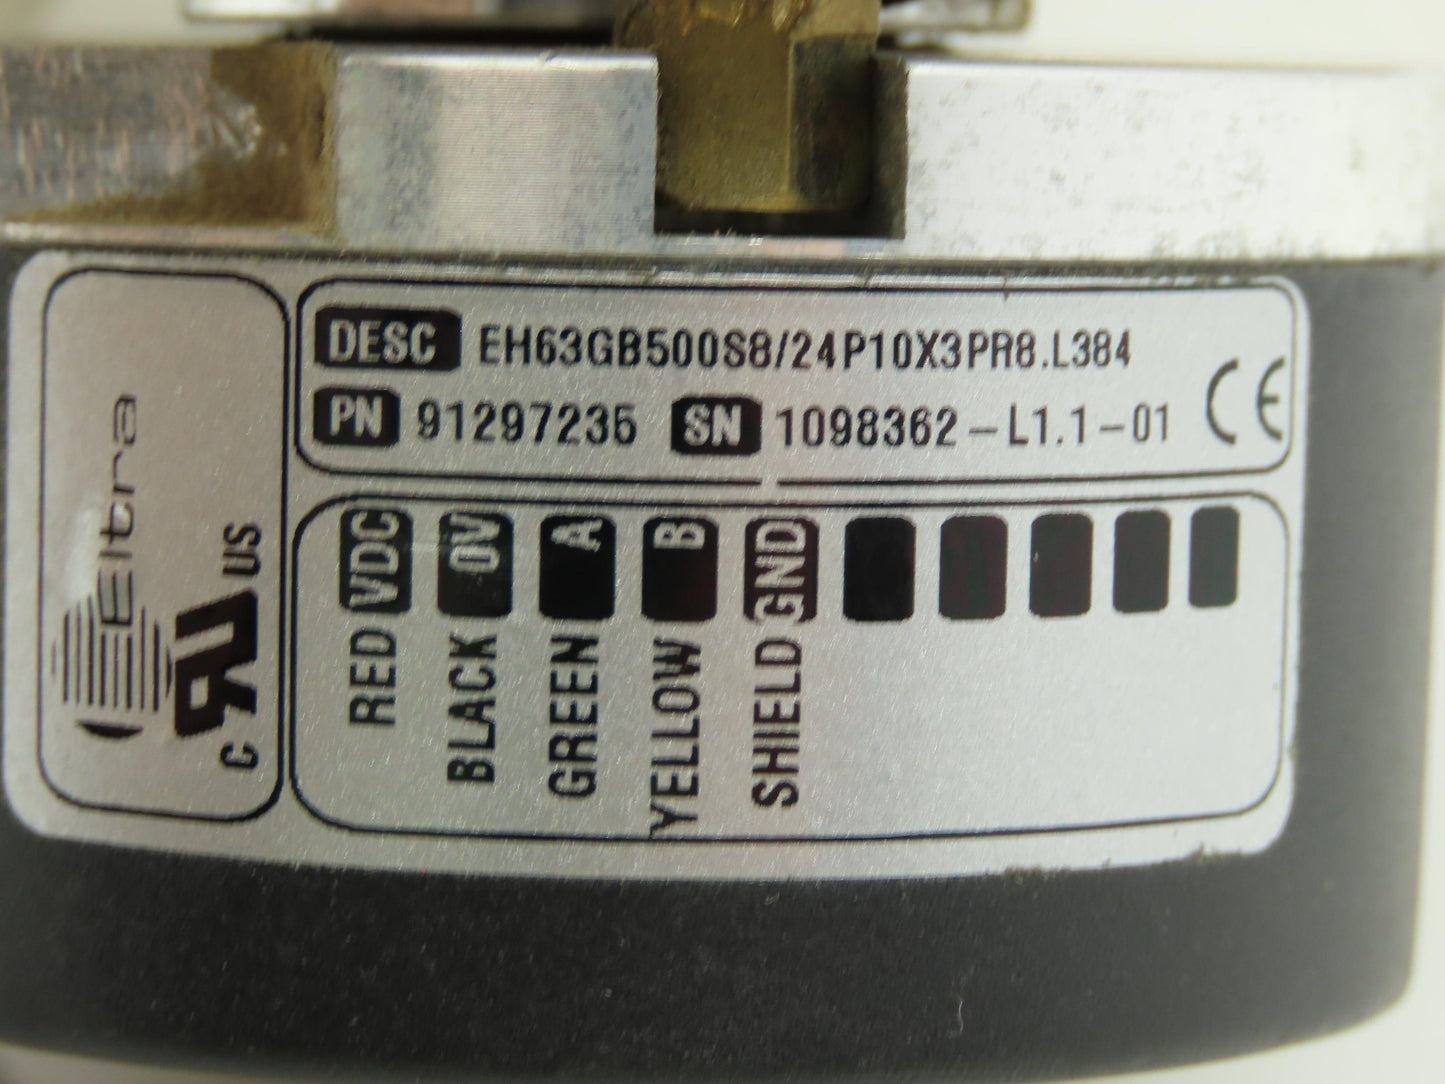 DESC EH63GB500S8/24P10X3PR8.L384
PN 91297235 SN 1098362-L1.1-01 CE
Eltra
C RU US
RED VDC
BLACK 0V
GREEN A
YELLOW B
SHIELD GND